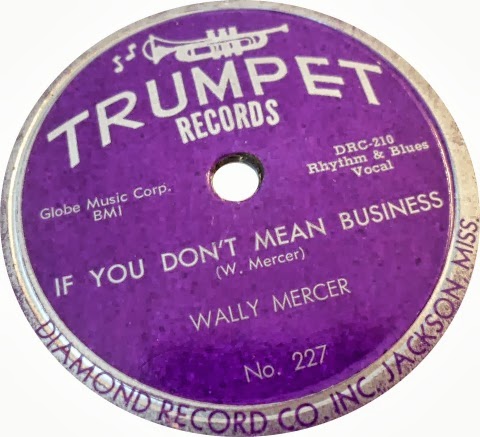 TRUMPET
RECORDS
Globe Music Corp.
BMI
DRC-210
Rhythm & Blues
Vocal
IF YOU DON'T MEAN BUSINESS
(W. Mercer)
WALLY MERCER
No. 227
DIAMOND RECORD CO. INC. JACKSON, MISS.